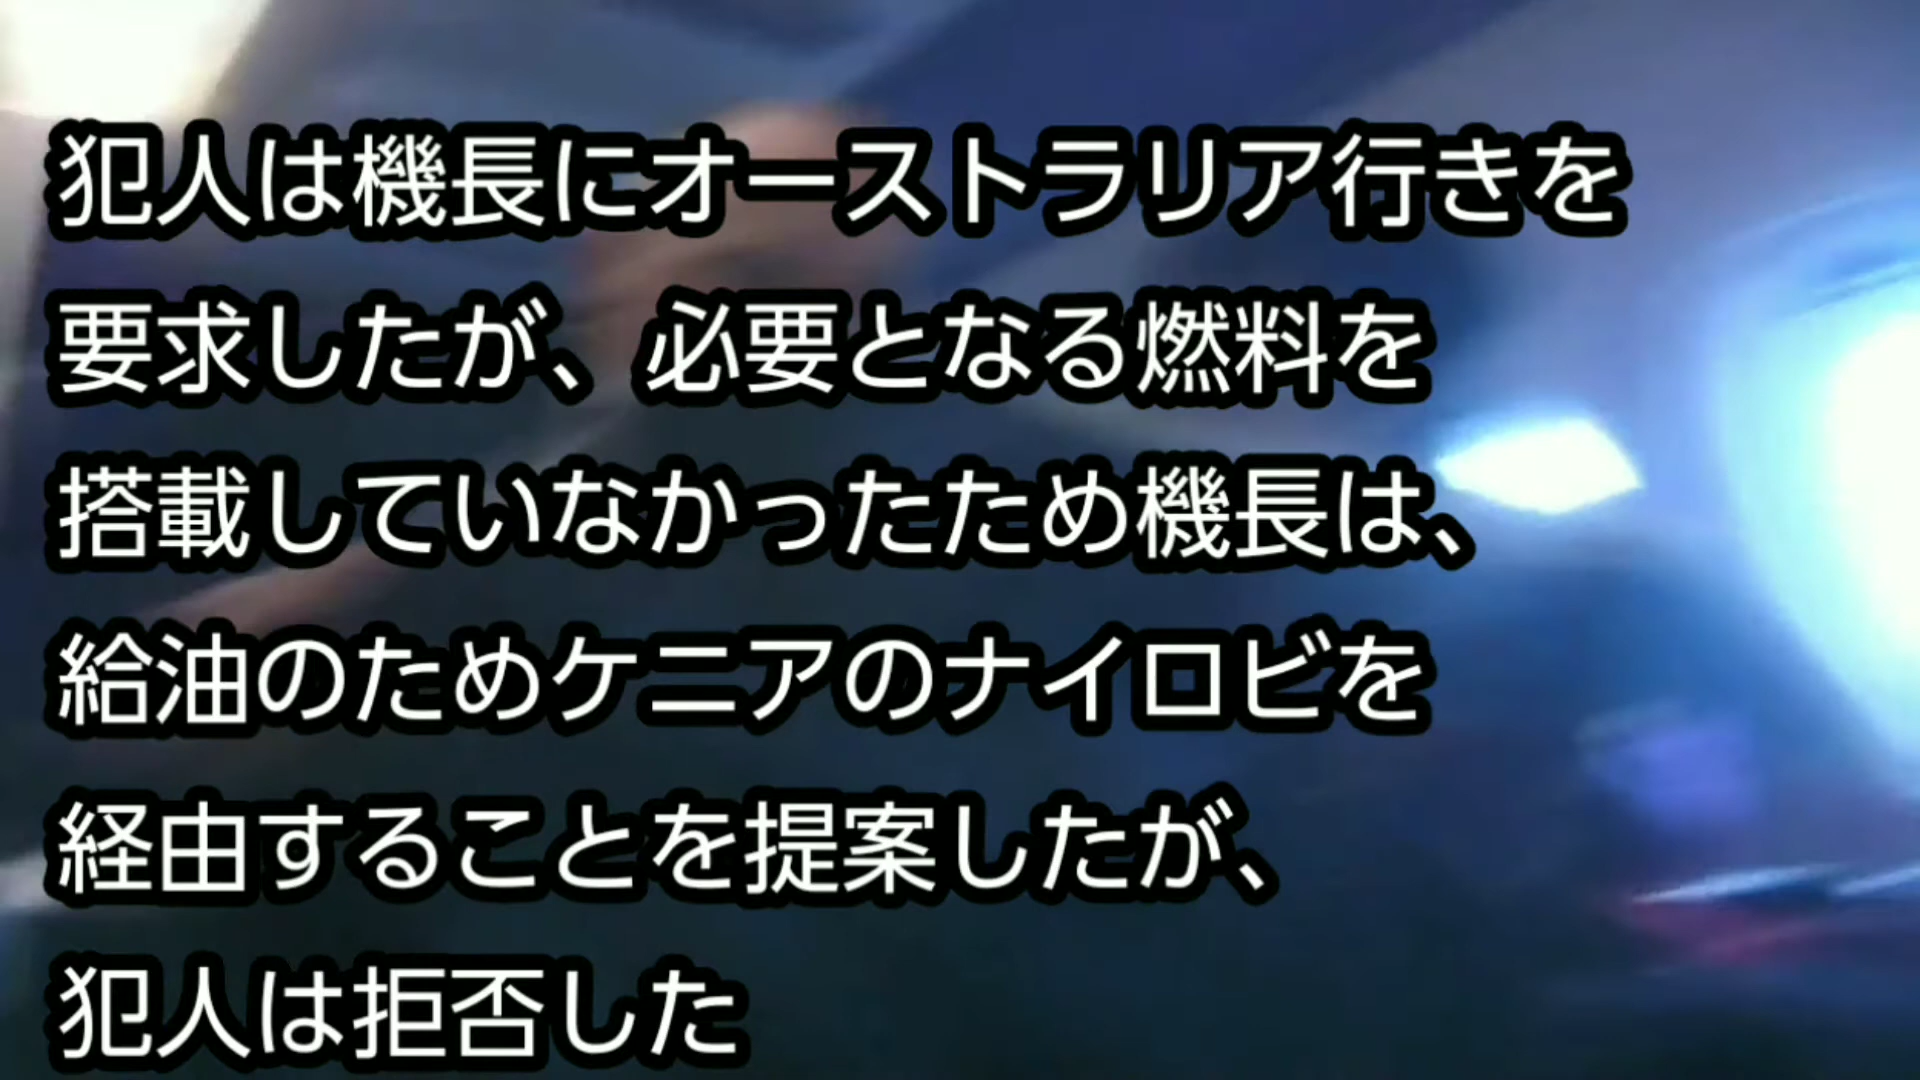 犯人は機長にオーストラリア行きを
要求したが、必要となる燃料を
搭載していなかったため機長は、
給油のためケニアのナイロビを
経由することを提案したが、
犯人は拒否した